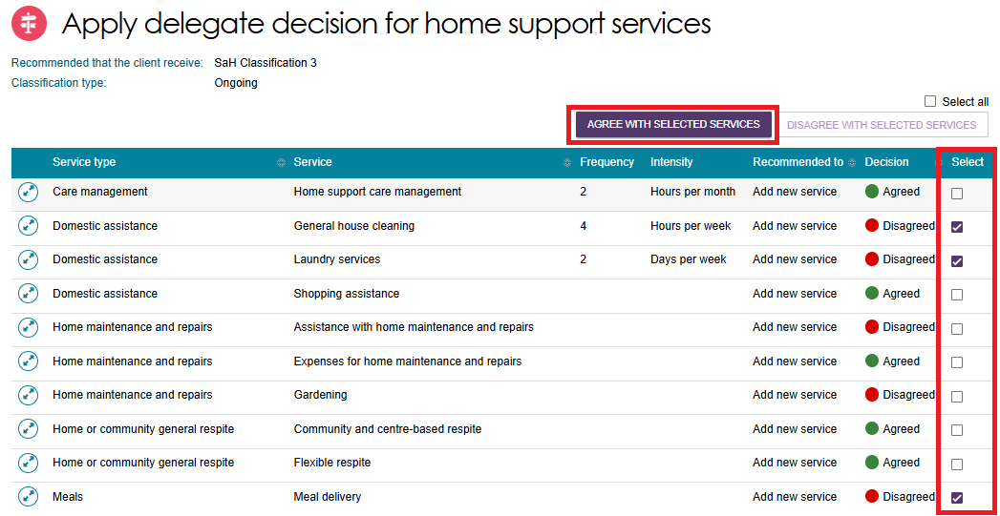 Apply delegate decision for home support services
Recommended that the client receive: SaH Classification 3
Classification type: Ongoing
Select all
AGREE WITH SELECTED SERVICES DISAGREE WITH SELECTED SERVICES
Service type Service Frequency Intensity Recommended to Decision Select
Care management Home support care management 2 Hours per month Add new service Agreed
Domestic assistance General house cleaning 4 Hours per week Add new service Disagreed
Domestic assistance Laundry services 2 Days per week Add new service Disagreed
Domestic assistance Shopping assistance Add new service Agreed
Home maintenance and repairs Assistance with home maintenance and repairs Add new service Disagreed
Home maintenance and repairs Expenses for home maintenance and repairs Add new service Agreed
Home maintenance and repairs Gardening Add new service Disagreed
Home or community general respite Community and centre-based respite Add new service Agreed
Home or community general respite Flexible respite Add new service Agreed
Meals Meal delivery Add new service Disagreed